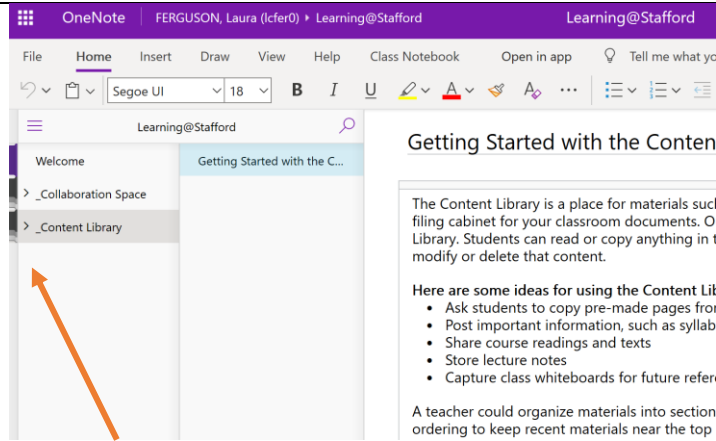 OneNote FERGUSON, Laura (lcfer0) ▸ Learning@Stafford Learning@Stafford
File Home Insert Draw View Help Class Notebook Open in app Tell me what yo
Segoe UI 18 B I U A A ...
Learning@Stafford
Welcome
_Collaboration Space
_Content Library
Getting Started with the C...
Getting Started with the Conten
The Content Library is a place for materials such
filing cabinet for your classroom documents. O
Library. Students can read or copy anything in t
modify or delete that content.
Here are some ideas for using the Content Lib
• Ask students to copy pre-made pages from
• Post important information, such as syllab
• Share course readings and texts
• Store lecture notes
• Capture class whiteboards for future refer
A teacher could organize materials into section
ordering to keep recent materials near the top